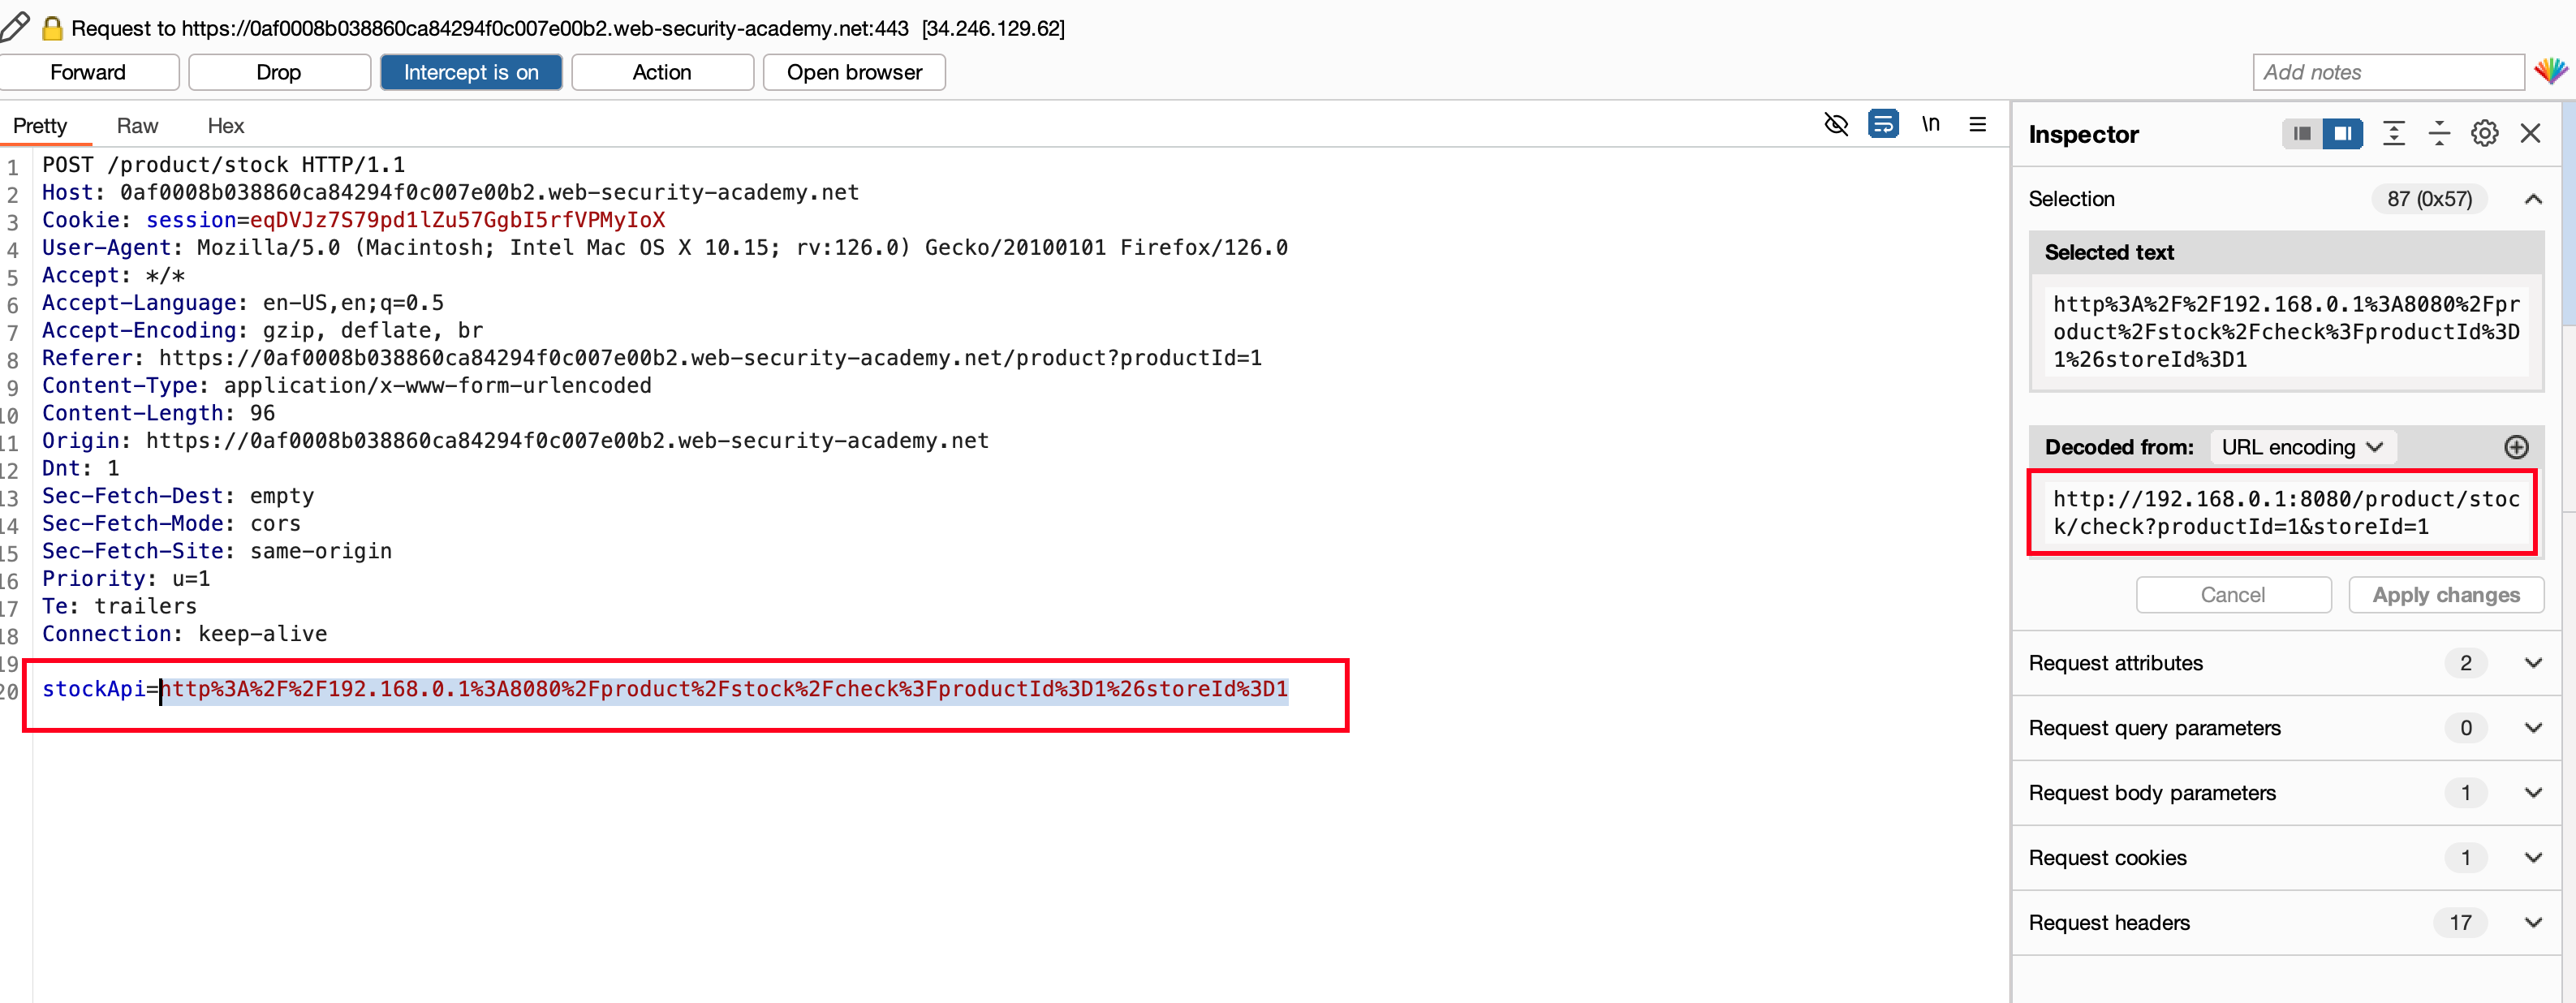 Request to https://0af0008b038860ca84294f0c007e00b2.web-security-academy.net:443 [34.246.129.62]
Forward Drop Intercept is on Action Open browser Add notes
Pretty Raw Hex \n
1 POST /product/stock HTTP/1.1
2 Host: 0af0008b038860ca84294f0c007e00b2.web-security-academy.net
3 Cookie: session=eqDVJz7S79pd1lZu57GgbI5rfVPMyIoX
4 User-Agent: Mozilla/5.0 (Macintosh; Intel Mac OS X 10.15; rv:126.0) Gecko/20100101 Firefox/126.0
5 Accept: */*
6 Accept-Language: en-US,en;q=0.5
7 Accept-Encoding: gzip, deflate, br
8 Referer: https://0af0008b038860ca84294f0c007e00b2.web-security-academy.net/product?productId=1
9 Content-Type: application/x-www-form-urlencoded
10 Content-Length: 96
11 Origin: https://0af0008b038860ca84294f0c007e00b2.web-security-academy.net
12 Dnt: 1
13 Sec-Fetch-Dest: empty
14 Sec-Fetch-Mode: cors
15 Sec-Fetch-Site: same-origin
16 Priority: u=1
17 Te: trailers
18 Connection: keep-alive
19
20 stockApi=http%3A%2F%2F192.168.0.1%3A8080%2Fproduct%2Fstock%2Fcheck%3FproductId%3D1%26storeId%3D1
Inspector
Selection 87 (0x57)
Selected text
http%3A%2F%2F192.168.0.1%3A8080%2Fpr
oduct%2Fstock%2Fcheck%3FproductId%3D
1%26storeId%3D1
Decoded from: URL encoding
http://192.168.0.1:8080/product/stoc
k/check?productId=1&storeId=1
Cancel Apply changes
Request attributes 2
Request query parameters 0
Request body parameters 1
Request cookies 1
Request headers 17